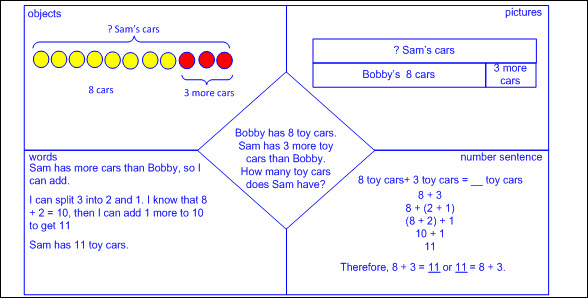 objects
? Sam's cars
8 cars
3 more cars
pictures
? Sam's cars
Bobby's 8 cars
3 more
cars
Bobby has 8 toy cars.
Sam has 3 more toy
cars than Bobby.
How many toy cars
does Sam have?
words
Sam has more cars than Bobby, so I
can add.
I can split 3 into 2 and 1. I know that 8
+ 2 = 10, then I can add 1 more to 10
to get 11
Sam has 11 toy cars.
number sentence
8 toy cars+ 3 toy cars = __ toy cars
8 + 3
8 + (2 + 1)
(8 + 2) + 1
10 + 1
11
Therefore, 8 + 3 = 11 or 11 = 8 + 3.